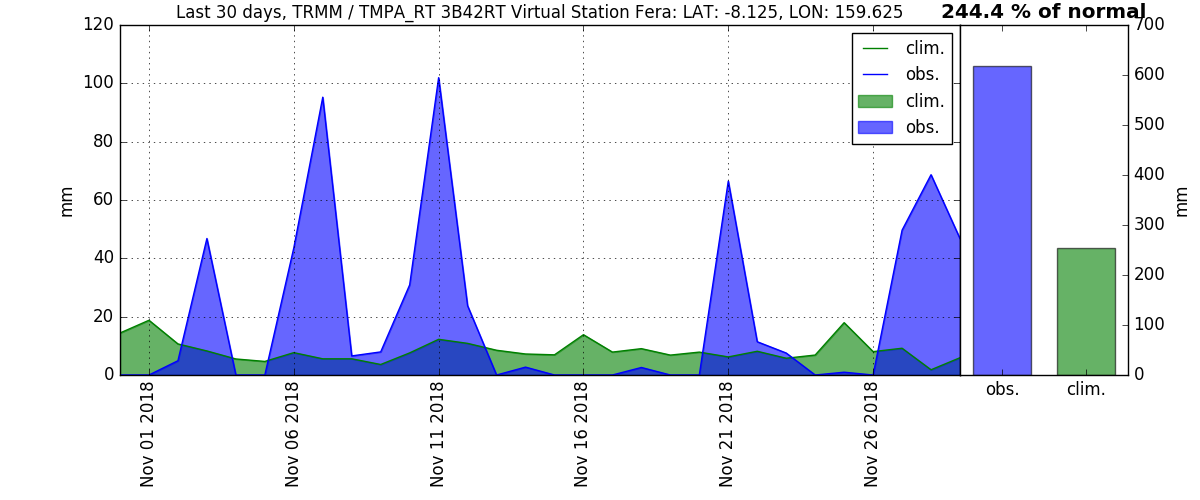 Last 30 days, TRMM / TMPA_RT 3B42RT Virtual Station Fera: LAT: -8.125, LON: 159.625
244.4 % of normal
120
100
80
60
40
20
0
mm
clim.
obs.
clim.
obs.
700
600
500
400
300
200
100
0
mm
Nov 01 2018
Nov 06 2018
Nov 11 2018
Nov 16 2018
Nov 21 2018
Nov 26 2018
obs.
clim.